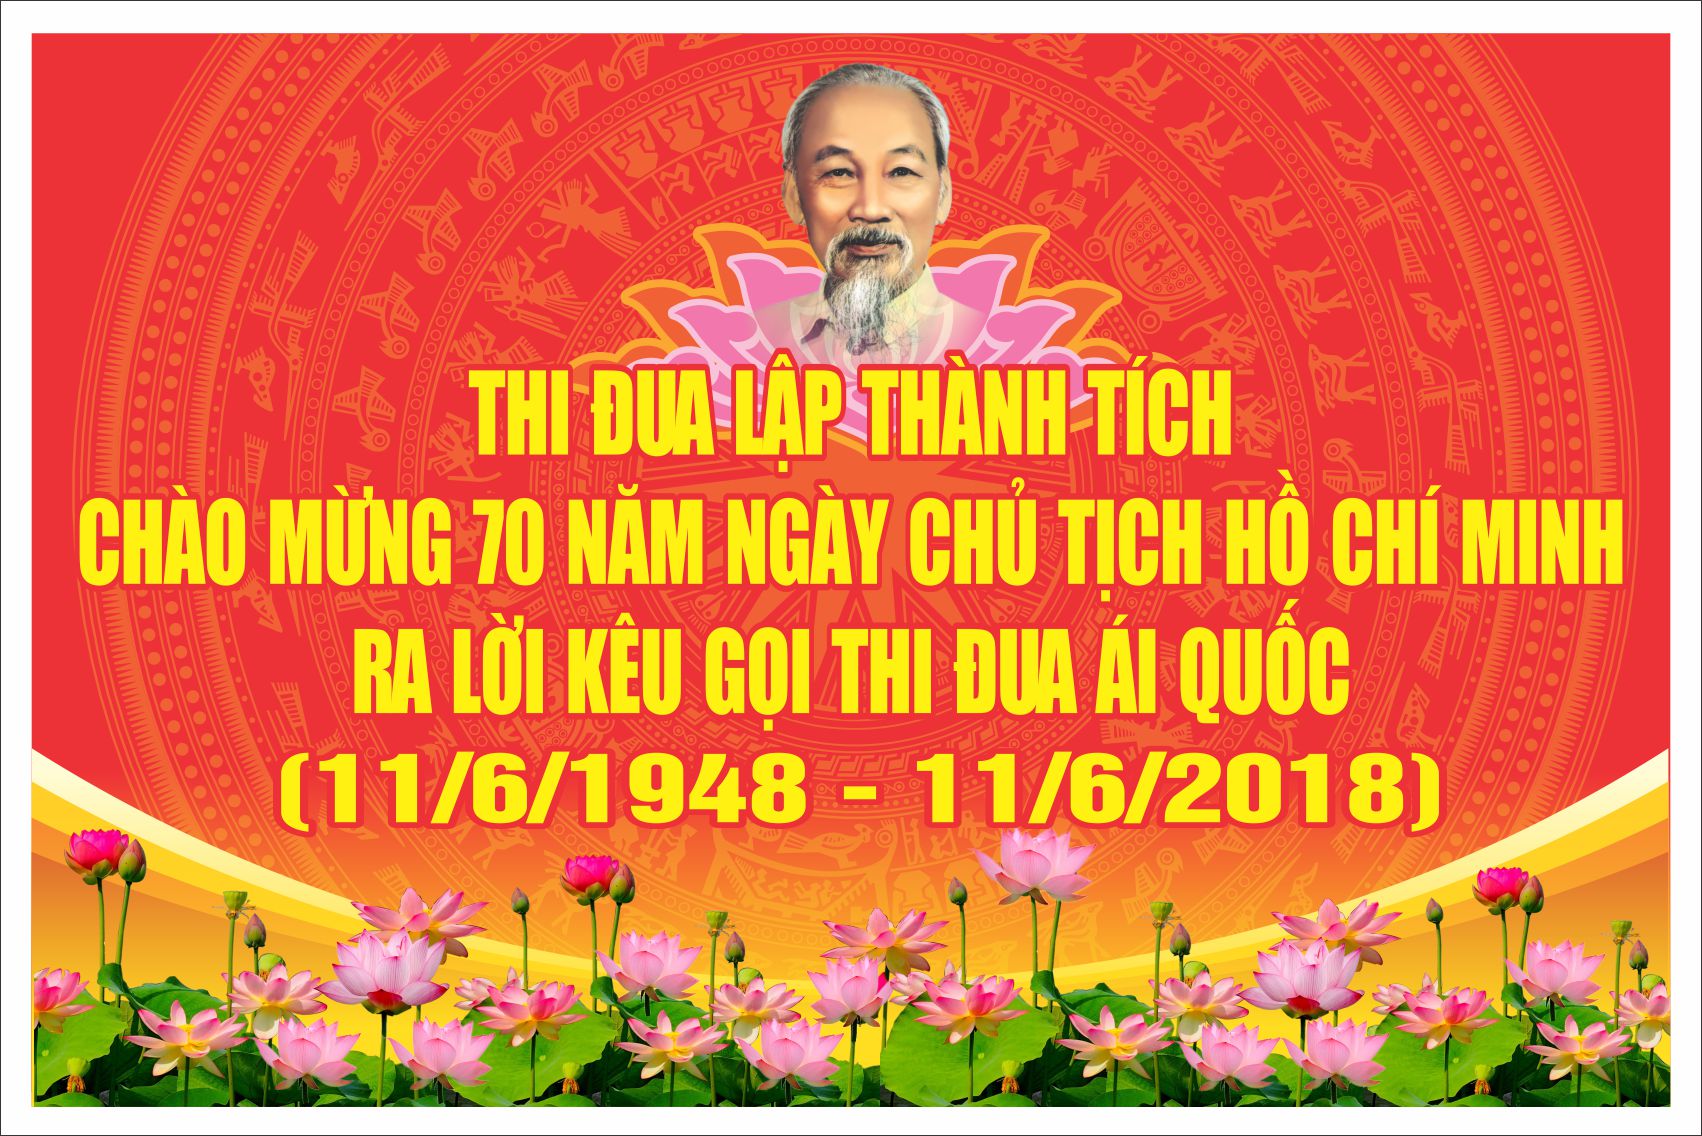 THI ĐUA LẬP THÀNH TÍCH
CHÀO MỪNG 70 NĂM NGÀY CHỦ TỊCH HỒ CHÍ MINH
RA LỜI KÊU GỌI THI ĐUA ÁI QUỐC
(11/6/1948 - 11/6/2018)